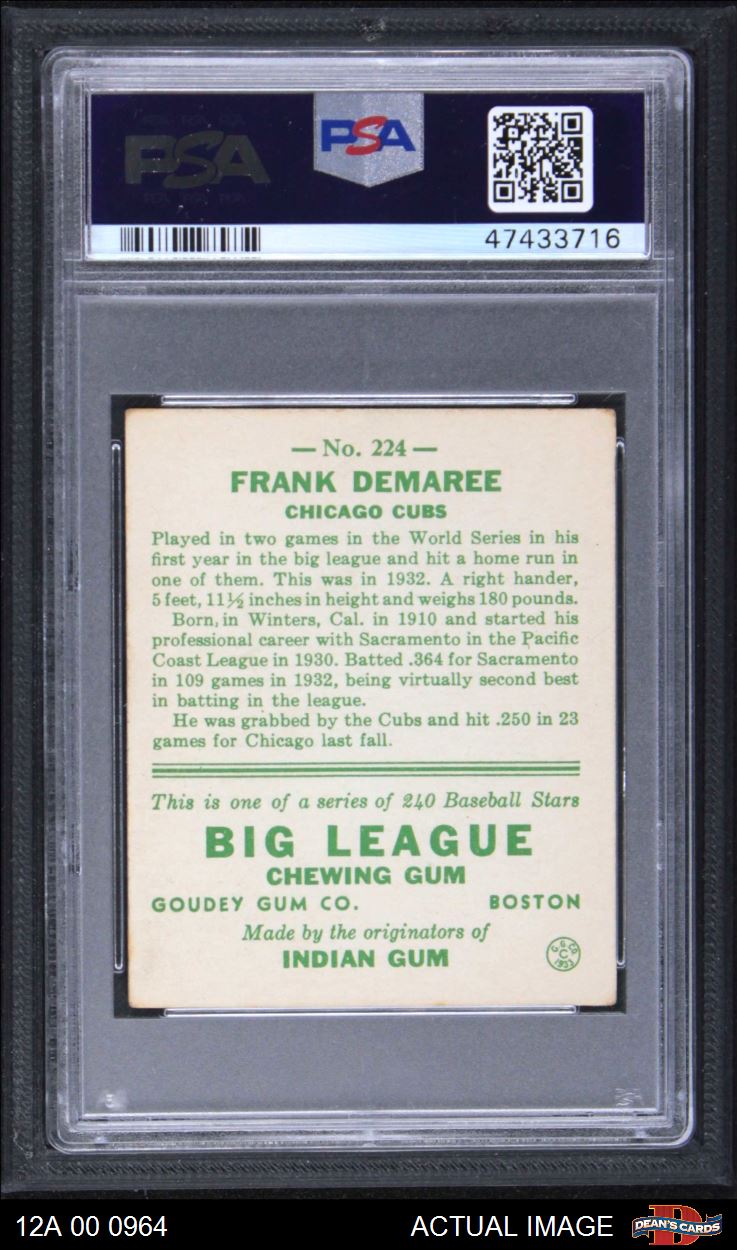 PSA
PSA
47433716
— No. 224 —
FRANK DEMAREE
CHICAGO CUBS
Played in two games in the World Series in his
first year in the big league and hit a home run in
one of them. This was in 1932. A right hander,
5 feet, 11½ inches in height and weighs 180 pounds.
Born, in Winters, Cal. in 1910 and started his
professional career with Sacramento in the Pacific
Coast League in 1930. Batted .364 for Sacramento
in 109 games in 1932, being virtually second best
in batting in the league.
He was grabbed by the Cubs and hit .250 in 23
games for Chicago last fall.
This is one of a series of 240 Baseball Stars
BIG LEAGUE
CHEWING GUM
GOUDEY GUM CO. BOSTON
Made by the originators of
INDIAN GUM
G. G. CO.
C
1933
12A 00 0964
ACTUAL IMAGE
DEAN'S CARDS